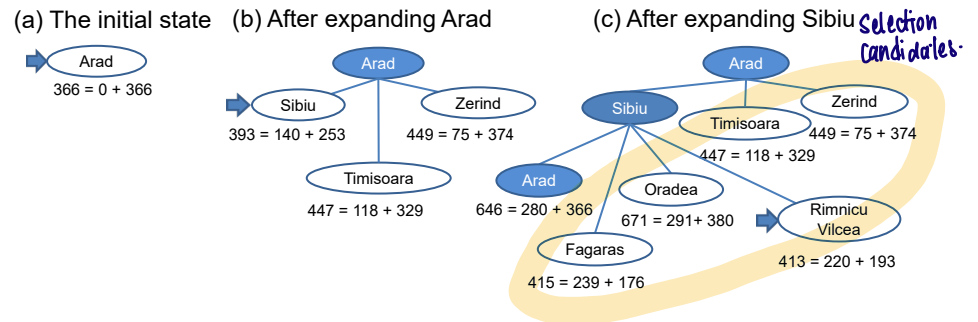 (a) The initial state
Arad
366 = 0 + 366
(b) After expanding Arad
Arad
Sibiu
Zerind
393 = 140 + 253
449 = 75 + 374
Timisoara
447 = 118 + 329
(c) After expanding Sibiu
Selection
candidates.
Arad
Sibiu
Timisoara
Zerind
447 = 118 + 329
449 = 75 + 374
Arad
Oradea
Rimnicu
Vilcea
646 = 280 + 366
671 = 291+ 380
Fagaras
413 = 220 + 193
415 = 239 + 176